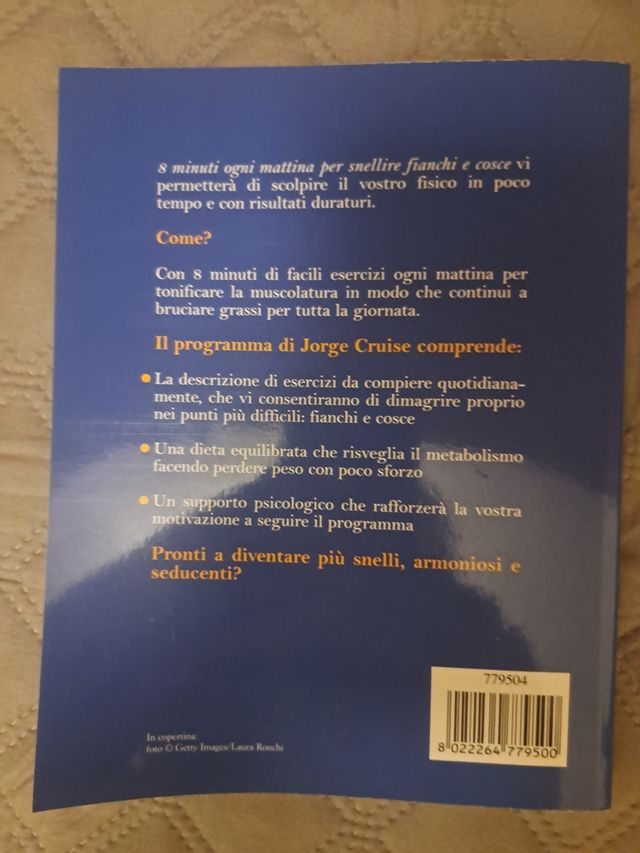 8 minuti ogni mattina per snellire fianchi e cosce vi
permetterà di scolpire il vostro fisico in poco
tempo e con risultati duraturi.
Come?
Con 8 minuti di facili esercizi ogni mattina per
tonificare la muscolatura in modo che continui a
bruciare grassi per tutta la giornata.
Il programma di Jorge Cruise comprende:
● La descrizione di esercizi da compiere quotidiana-
mente, che vi consentiranno di dimagrire proprio
nei punti più difficili: fianchi e cosce
● Una dieta equilibrata che risveglia il metabolismo
facendo perdere peso con poco sforzo
● Un supporto psicologico che rafforzerà la vostra
motivazione a seguire il programma
Pronti a diventare più snelli, armoniosi e
seducenti?
779504
8 022264 779500
In copertina:
foto © Getty Images/Laura Ronchi